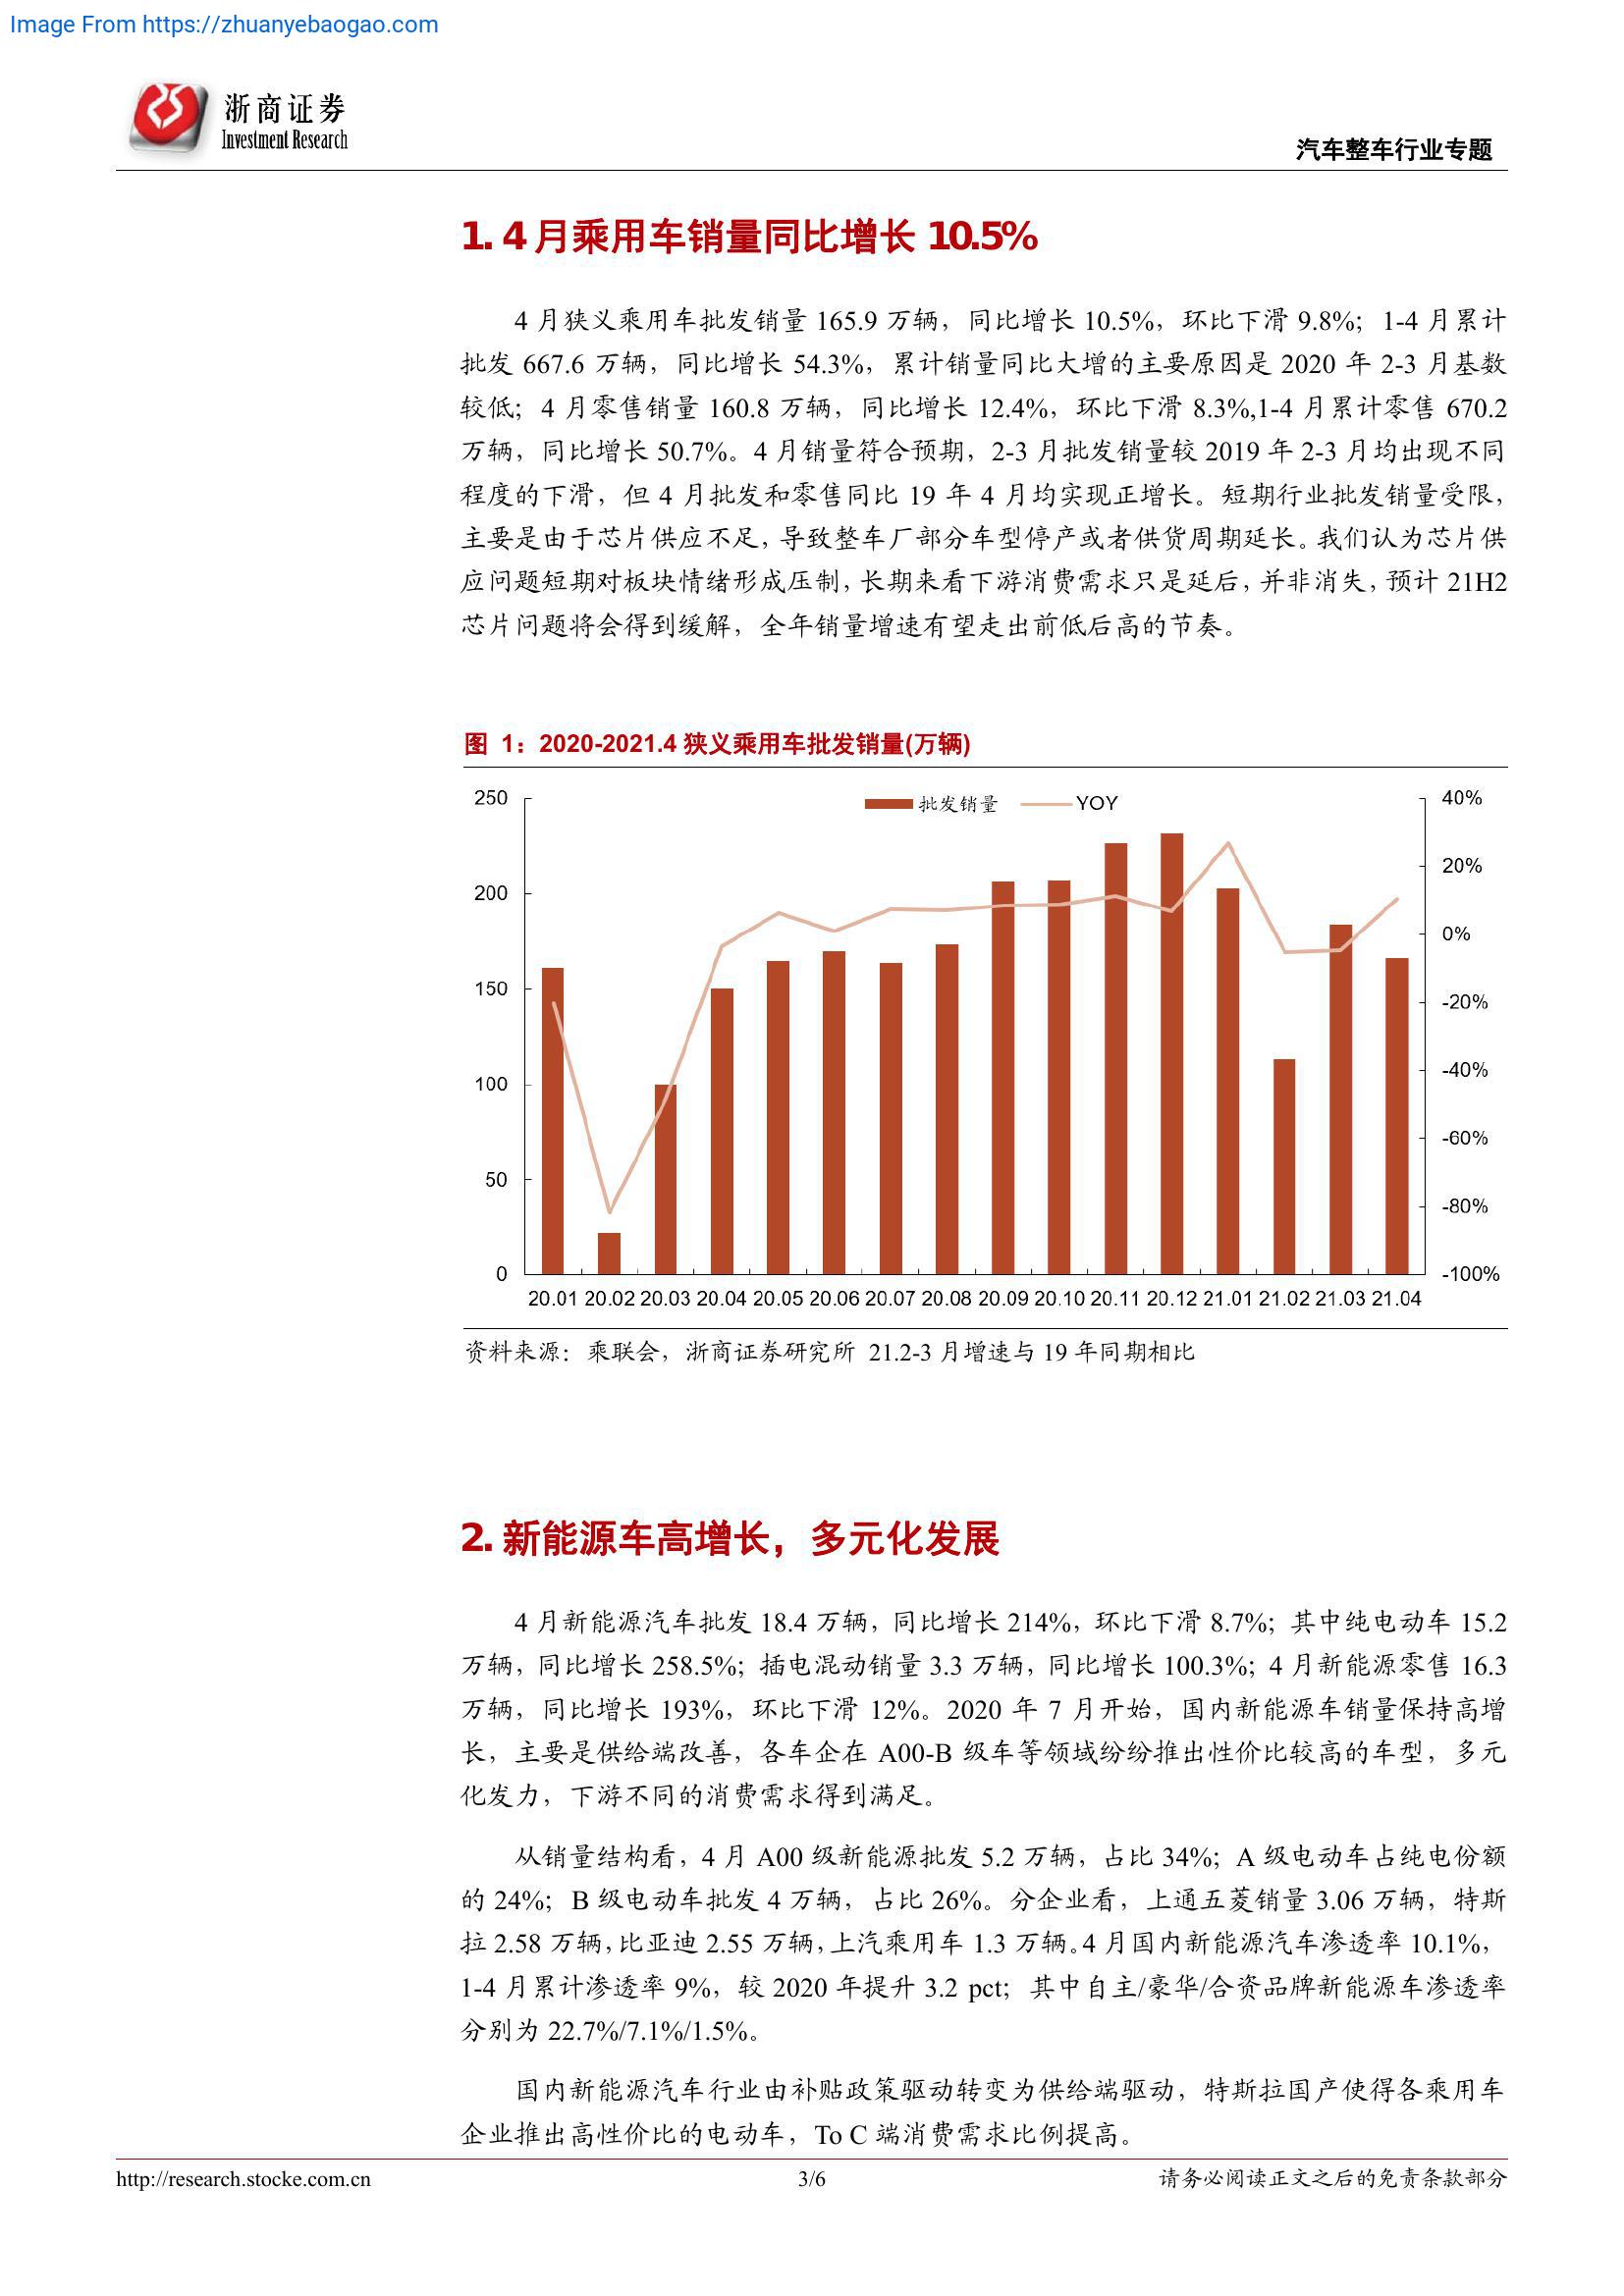 Image From https://zhuanyebaogao.com
浙商证券
Investment Research
汽车整车行业专题
1. 4 月乘用车销量同比增长 10.5%
4 月狭义乘用车批发销量 165.9 万辆，同比增长 10.5%，环比下滑 9.8%；1-4 月累计
批发 667.6 万辆，同比增长 54.3%，累计销量同比大增的主要原因是 2020 年 2-3 月基数
较低；4 月零售销量 160.8 万辆，同比增长 12.4%，环比下滑 8.3%,1-4 月累计零售 670.2
万辆，同比增长 50.7%。4 月销量符合预期，2-3 月批发销量较 2019 年 2-3 月均出现不同
程度的下滑，但 4 月批发和零售同比 19 年 4 月均实现正增长。短期行业批发销量受限，
主要是由于芯片供应不足，导致整车厂部分车型停产或者供货周期延长。我们认为芯片供
应问题短期对板块情绪形成压制，长期来看下游消费需求只是延后，并非消失，预计 21H2
芯片问题将会得到缓解，全年销量增速有望走出前低后高的节奏。
图 1：2020-2021.4 狭义乘用车批发销量(万辆)
批发销量 YOY
250
200
150
100
50
0
40%
20%
0%
-20%
-40%
-60%
-80%
-100%
20.01 20.02 20.03 20.04 20.05 20.06 20.07 20.08 20.09 20.10 20.11 20.12 21.01 21.02 21.03 21.04
资料来源：乘联会，浙商证券研究所 21.2-3 月增速与 19 年同期相比
2. 新能源车高增长，多元化发展
4 月新能源汽车批发 18.4 万辆，同比增长 214%，环比下滑 8.7%；其中纯电动车 15.2
万辆，同比增长 258.5%；插电混动销量 3.3 万辆，同比增长 100.3%；4 月新能源零售 16.3
万辆，同比增长 193%，环比下滑 12%。2020 年 7 月开始，国内新能源车销量保持高增
长，主要是供给端改善，各车企在 A00-B 级车等领域纷纷推出性价比较高的车型，多元
化发力，下游不同的消费需求得到满足。
从销量结构看，4 月 A00 级新能源批发 5.2 万辆，占比 34%；A 级电动车占纯电份额
的 24%；B 级电动车批发 4 万辆，占比 26%。分企业看，上通五菱销量 3.06 万辆，特斯
拉 2.58 万辆，比亚迪 2.55 万辆，上汽乘用车 1.3 万辆。4 月国内新能源汽车渗透率 10.1%，
1-4 月累计渗透率 9%，较 2020 年提升 3.2 pct；其中自主/豪华/合资品牌新能源车渗透率
分别为 22.7%/7.1%/1.5%。
国内新能源汽车行业由补贴政策驱动转变为供给端驱动，特斯拉国产使得各乘用车
企业推出高性价比的电动车，To C 端消费需求比例提高。
http://research.stocke.com.cn
3/6
请务必阅读正文之后的免责条款部分